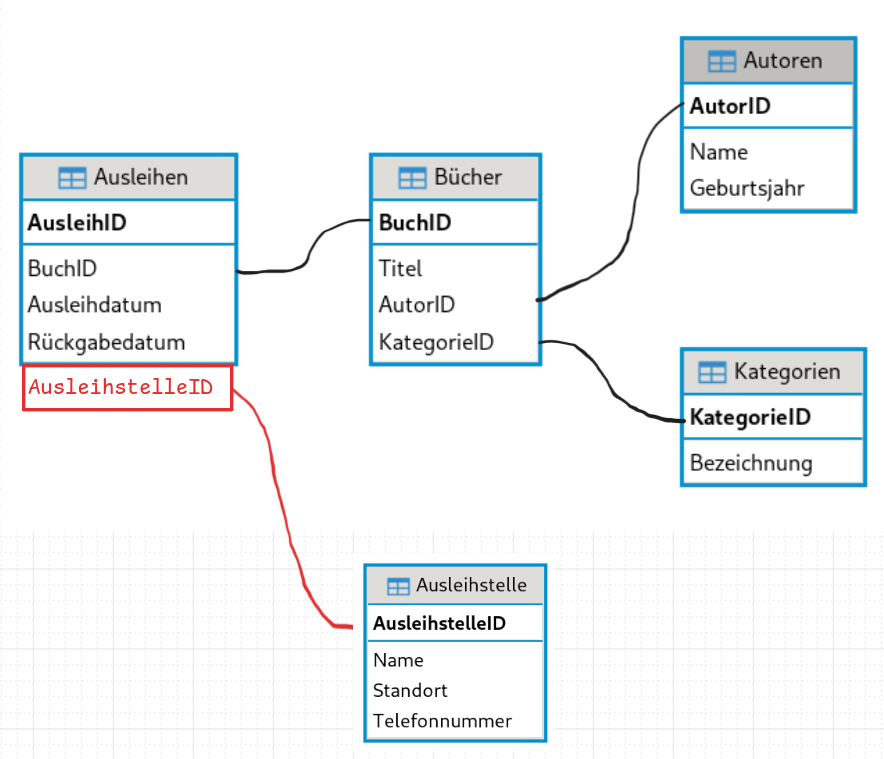 Ausleihen
AusleihID
BuchID
Ausleihdatum
Rückgabedatum
AusleihstelleID
Bücher
BuchID
Titel
AutorID
KategorieID
Autoren
AutorID
Name
Geburtsjahr
Kategorien
KategorieID
Bezeichnung
Ausleihstelle
AusleihstelleID
Name
Standort
Telefonnummer